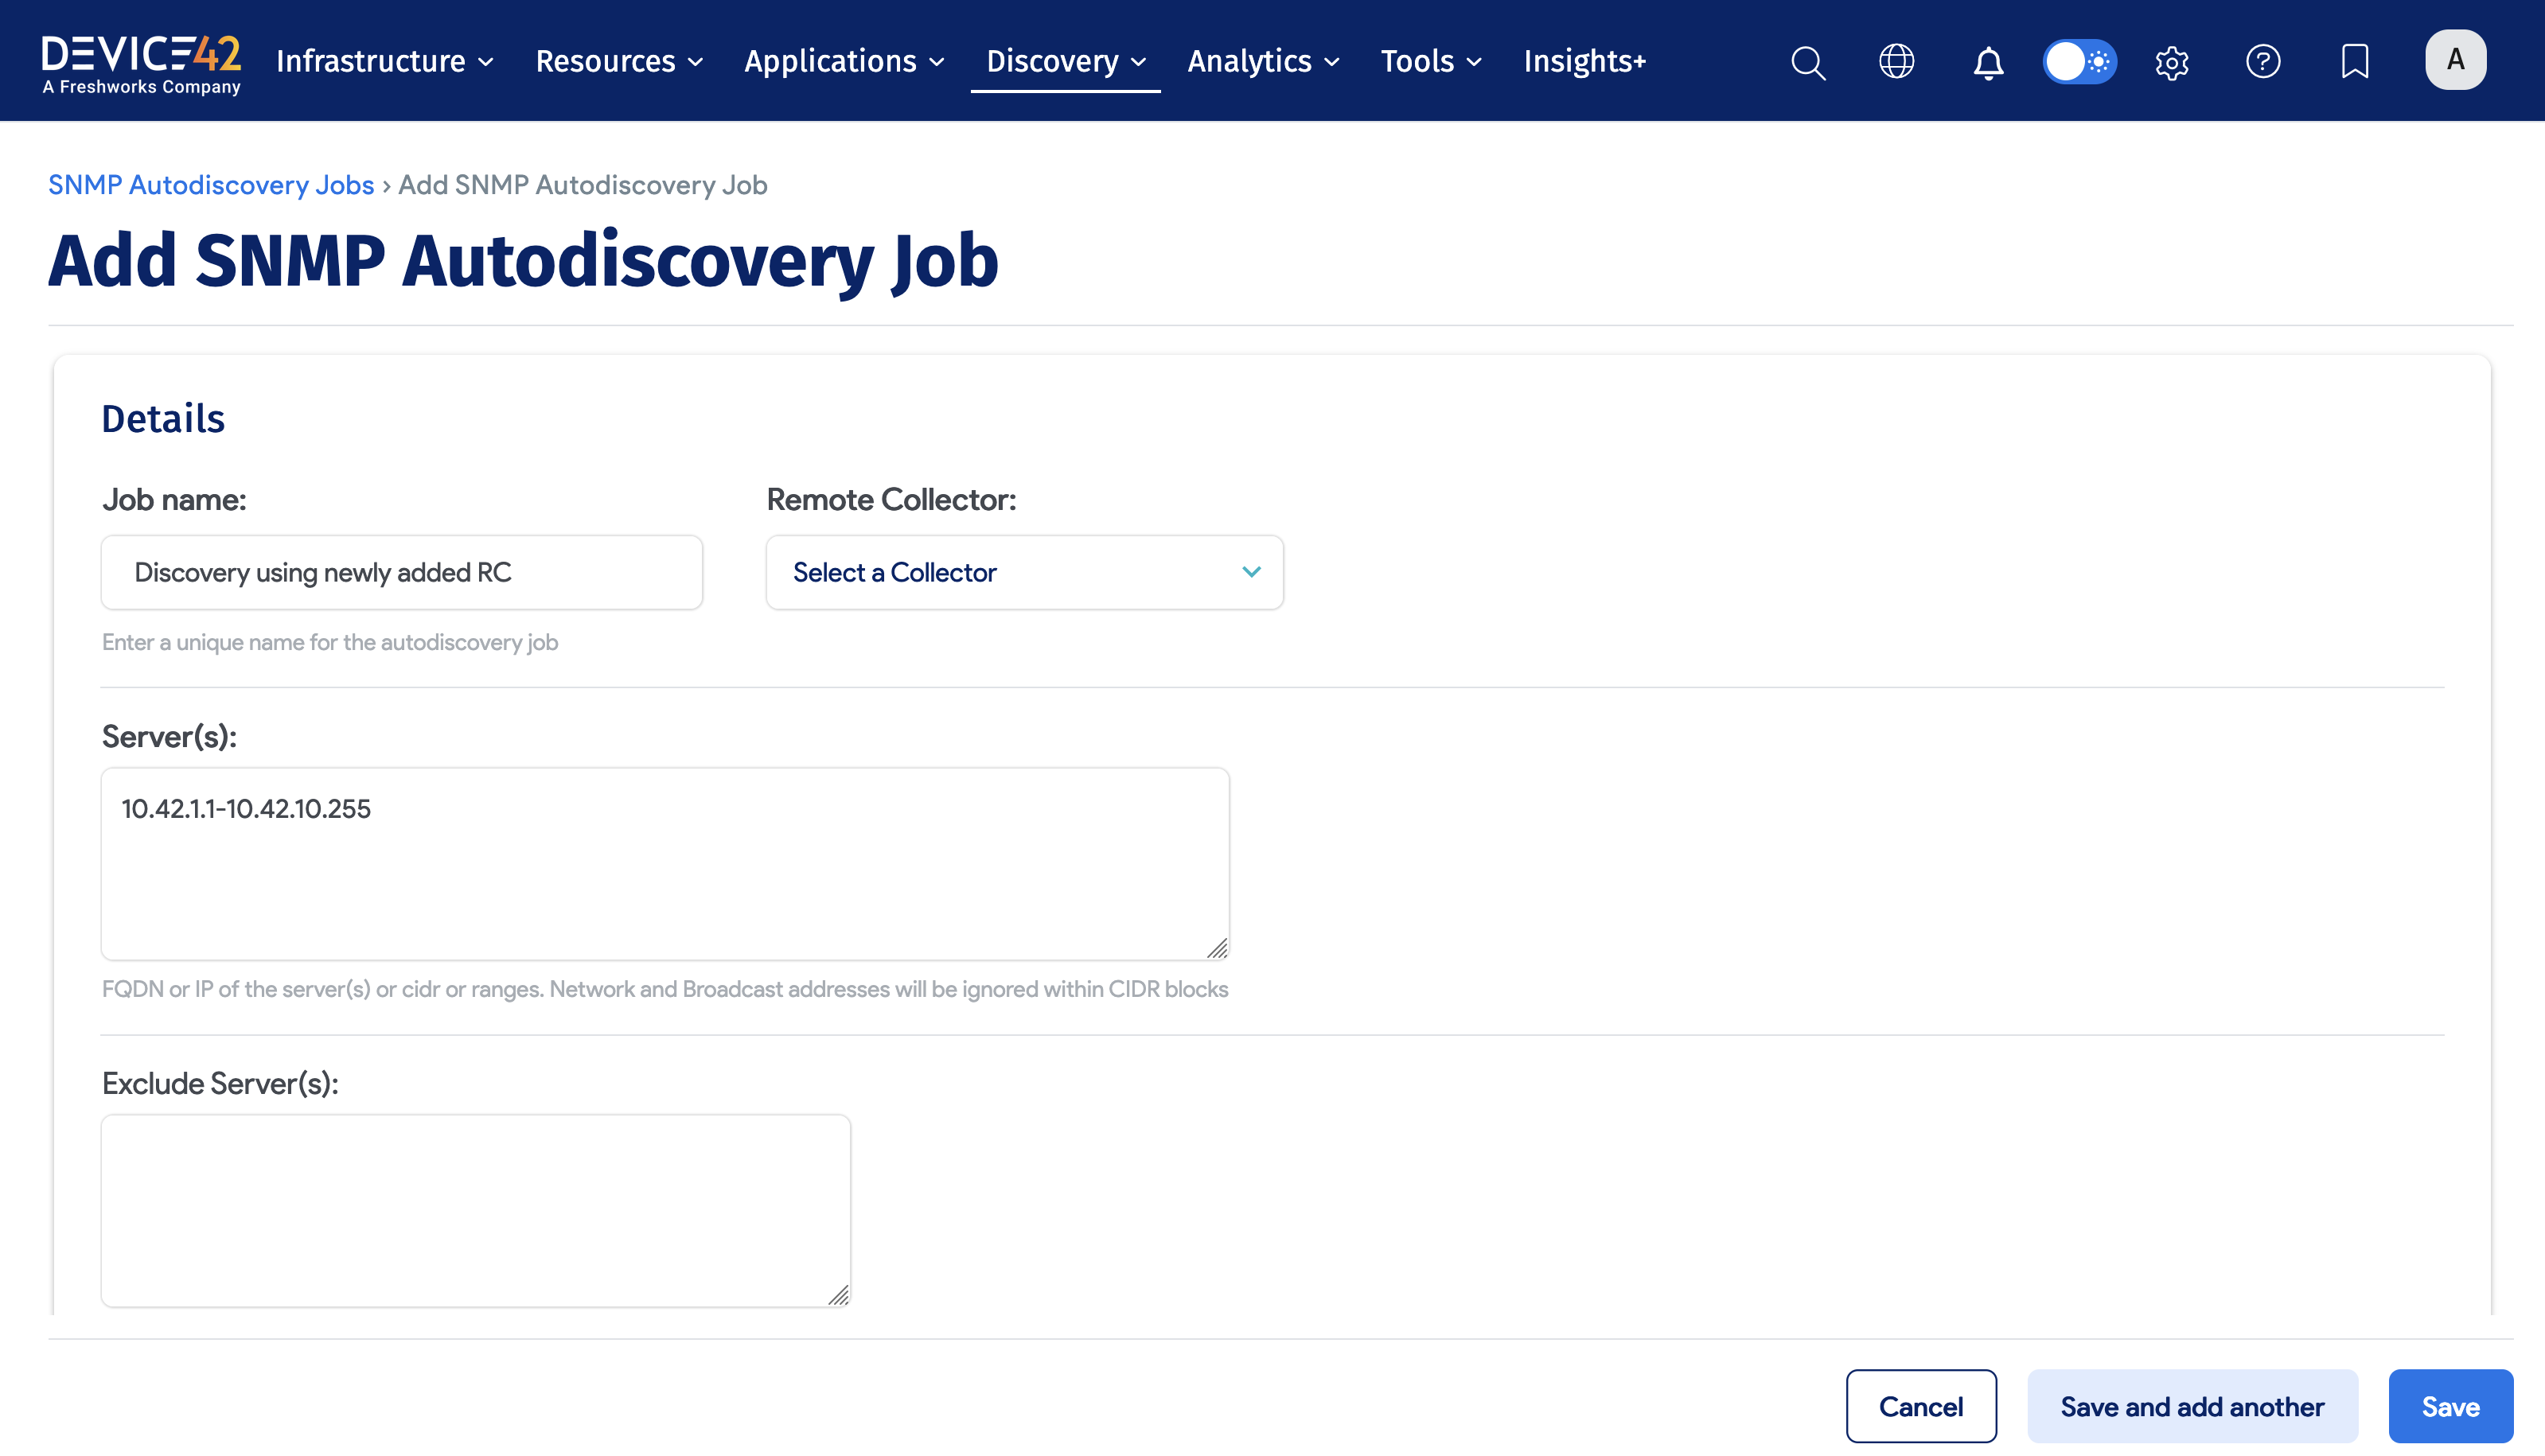 DEVICE42
A Freshworks Company
Infrastructure
Resources
Applications
Discovery
Analytics
Tools
Insights+
A
SNMP Autodiscovery Jobs › Add SNMP Autodiscovery Job
Add SNMP Autodiscovery Job
Details
Job name:
Remote Collector:
Discovery using newly added RC
Select a Collector
Enter a unique name for the autodiscovery job
Server(s):
10.42.1.1-10.42.10.255
FQDN or IP of the server(s) or cidr or ranges. Network and Broadcast addresses will be ignored within CIDR blocks
Exclude Server(s):
Cancel
Save and add another
Save